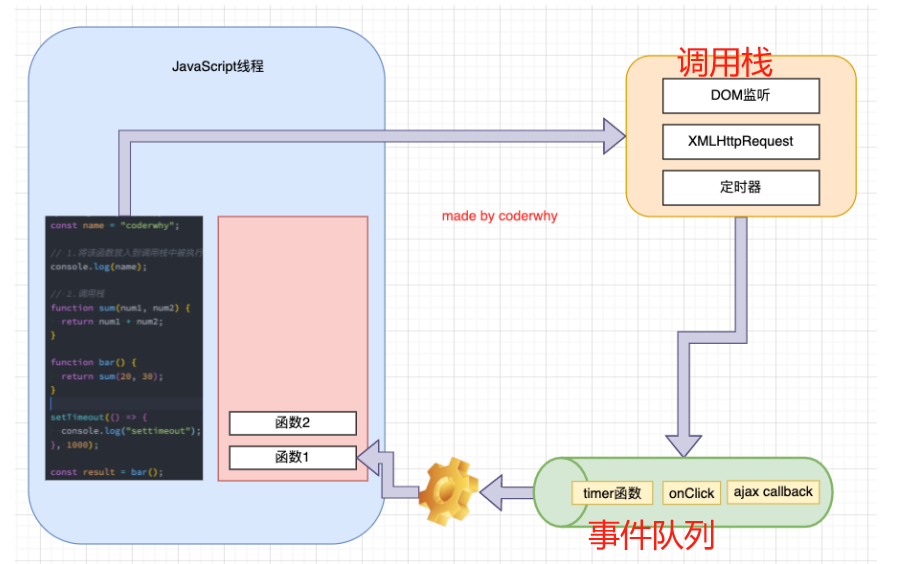 JavaScript线程
调用栈
DOM监听
XMLHttpRequest
定时器
made by coderwhy
const name = "coderwhy";
// 1.将该函数放入到调用栈中被执行
console.log(name);
// 2.调用栈
function sum(num1, num2) {
return num1 + num2;
}
function bar() {
return sum(20, 30);
}
setTimeout(() => {
console.log("settimeout");
}, 1000);
const result = bar();
函数2
函数1
timer函数
onClick
ajax callback
事件队列